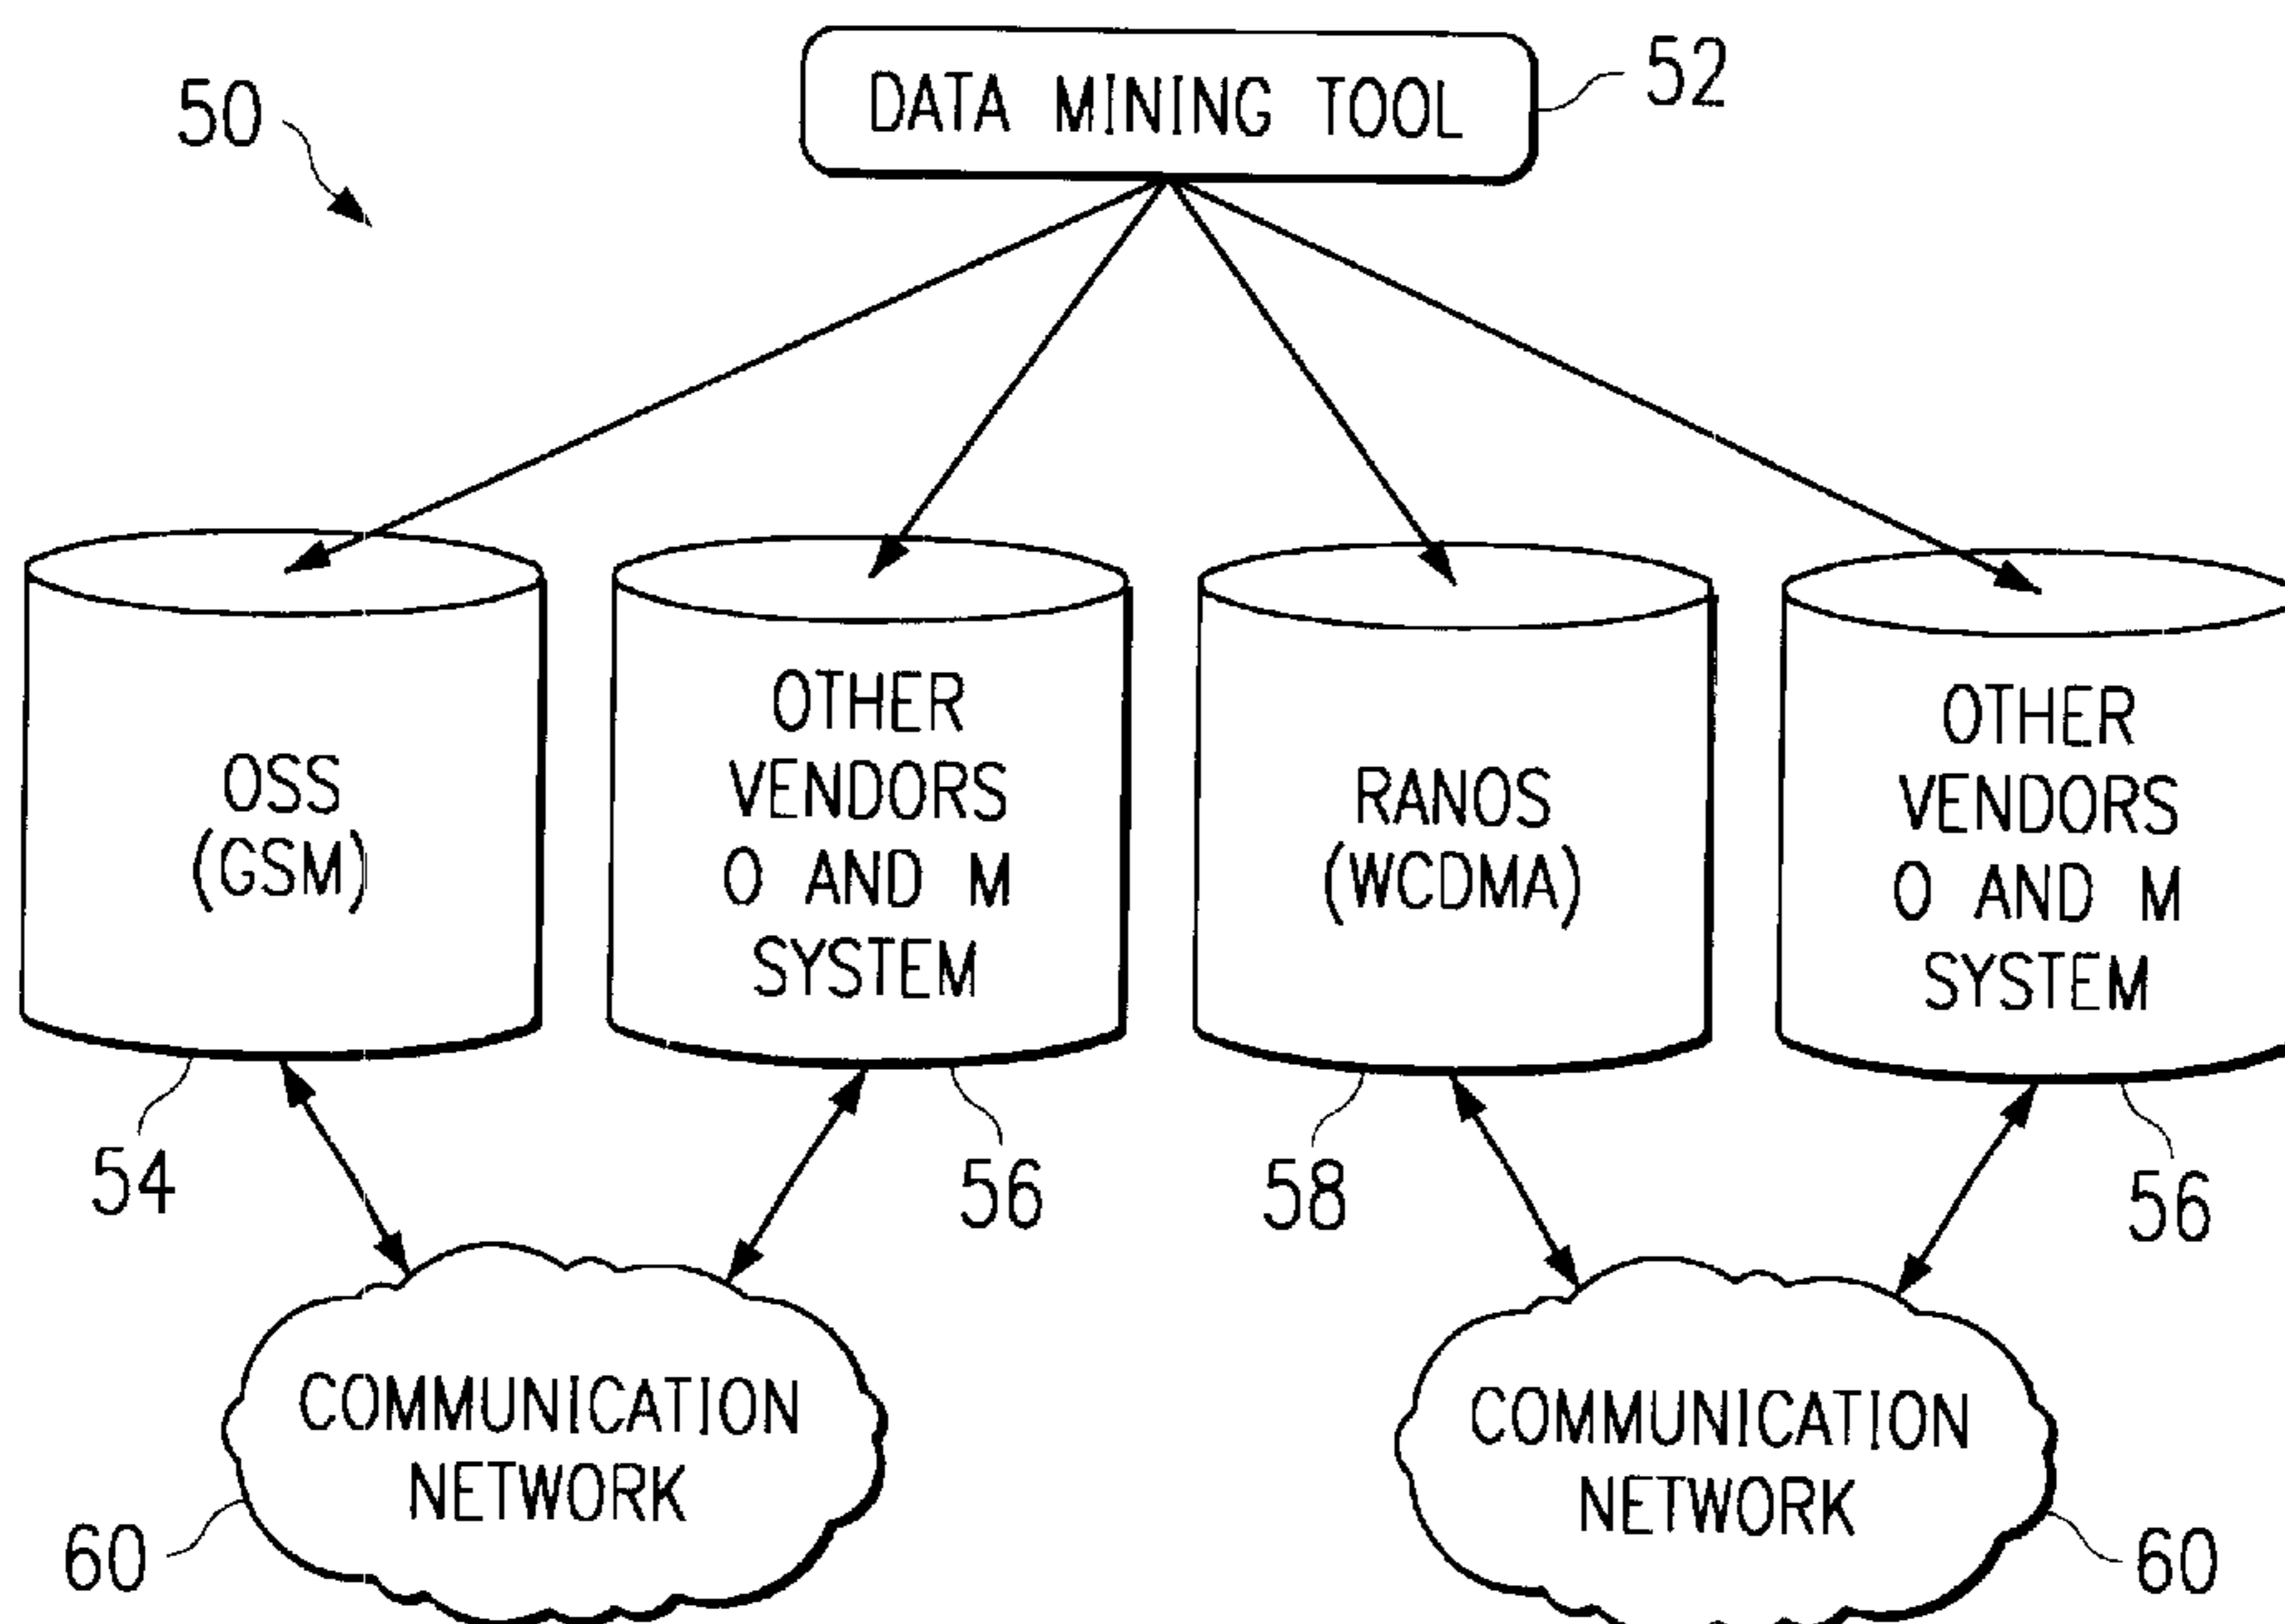 DATA MINING TOOL
52
50
OSS
(GSM)
OTHER
VENDORS
O AND M
SYSTEM
RANOS
(WCDMA)
OTHER
VENDORS
O AND M
SYSTEM
54
56
58
56
COMMUNICATION
NETWORK
COMMUNICATION
NETWORK
60
60